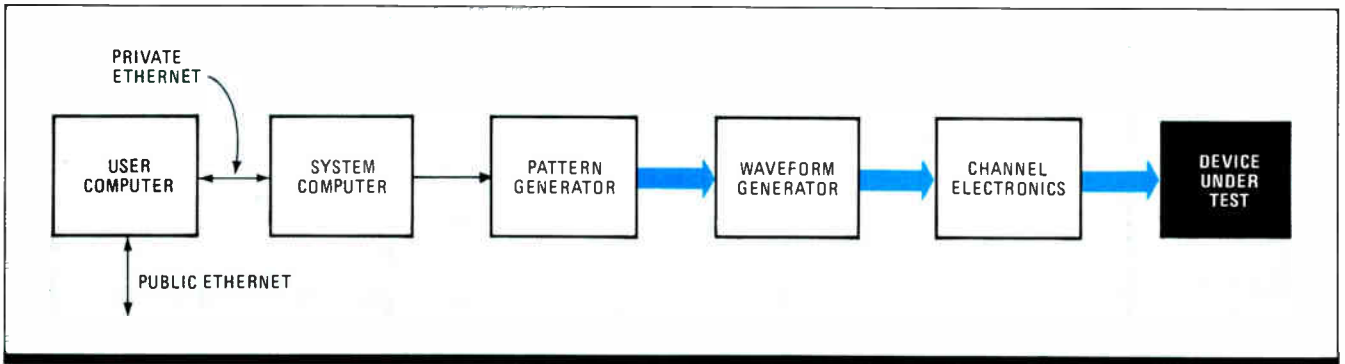 PRIVATE
ETHERNET
USER
COMPUTER
SYSTEM
COMPUTER
PATTERN
GENERATOR
WAVEFORM
GENERATOR
CHANNEL
ELECTRONICS
DEVICE
UNDER
TEST
PUBLIC ETHERNET